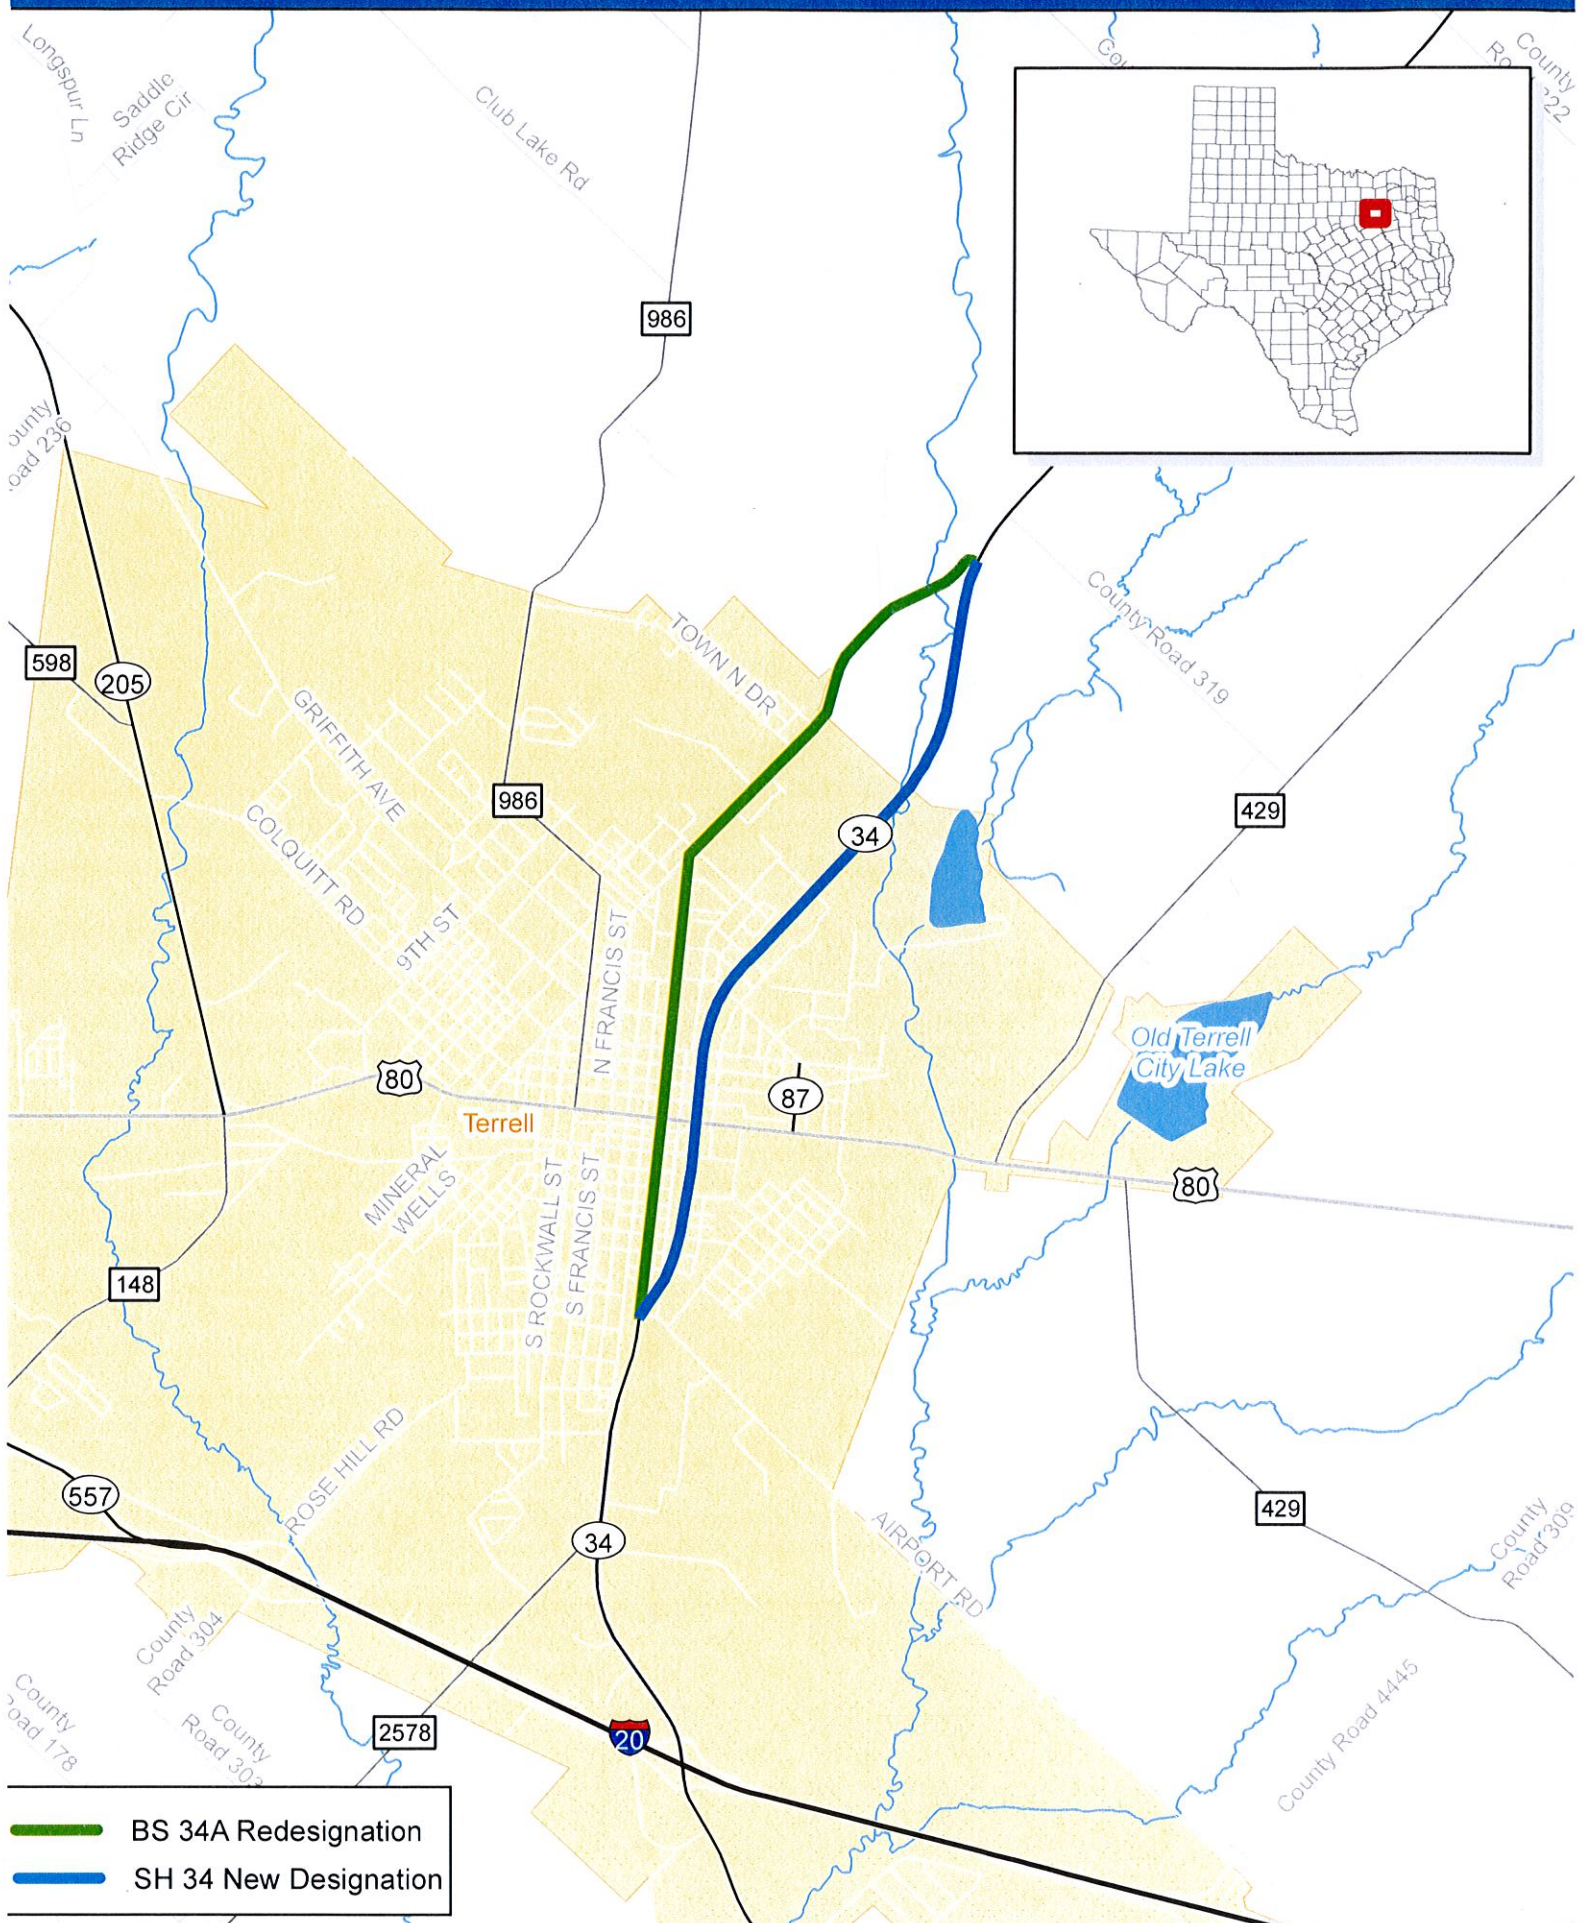 Longspur Ln
Saddle
Ridge Cir
Club Lake Rd
County
986
598
205
TOWN N DR
County Road 319
GRIFFITH AVE
986
COLQUITT RD
9TH ST
34
429
N FRANCIS ST
Old Terrell
City Lake
80
Terrell
87
MINERAL
WELLS
S ROCKWALL ST
S FRANCIS ST
80
148
ROSE HILL RD
557
34
AIRPORT RD
429
County
Road 309
County
Road 304
County
Road 303
County
Road 178
2578
20
County Road 4445
BS 34A Redesignation
SH 34 New Designation